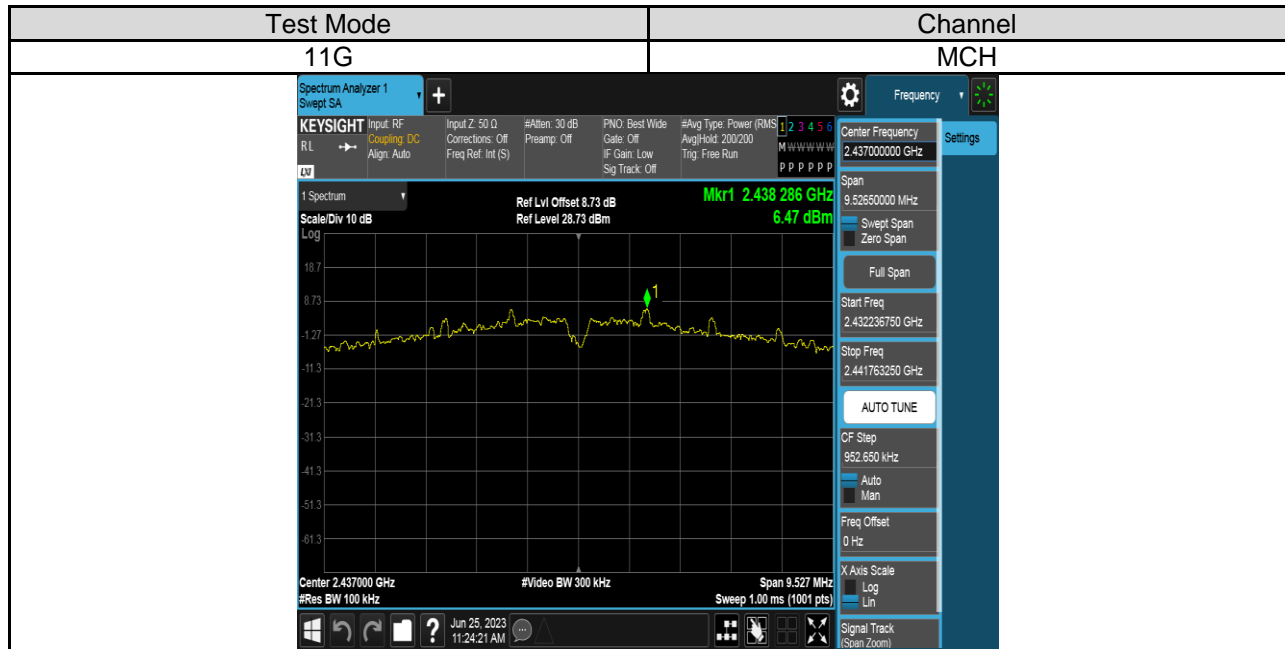 Test Mode Channel
11G MCH
Spectrum Analyzer 1
Swept SA
+
Frequency
KEYSIGHT Input: RF Input Z: 50 Ω #Atten: 30 dB PNO: Best Wide #Avg Type: Power (RMS 1 2 3 4 5 6
RL Coupling: DC Corrections: Off Preamp: Off Gate: Off Avg|Hold: 200/200 M W W W W W
Align: Auto Freq Ref: Int (S) IF Gain: Low Trig: Free Run
LXI Sig Track: Off P P P P P P
1 Spectrum Ref Lvl Offset 8.73 dB Mkr1 2.438 286 GHz
Scale/Div 10 dB Ref Level 28.73 dBm 6.47 dBm
Log
18.7
8.73
1
-1.27
-11.3
-21.3
-31.3
-41.3
-51.3
-61.3
Center 2.437000 GHz #Video BW 300 kHz Span 9.527 MHz
#Res BW 100 kHz Sweep 1.00 ms (1001 pts)
?
Jun 25, 2023
11:24:21 AM
Center Frequency
2.437000000 GHz
Settings
Span
9.52650000 MHz
Swept Span
Zero Span
Full Span
Start Freq
2.432236750 GHz
Stop Freq
2.441763250 GHz
AUTO TUNE
CF Step
952.650 kHz
Auto
Man
Freq Offset
0 Hz
X Axis Scale
Log
Lin
Signal Track
(Span Zoom)